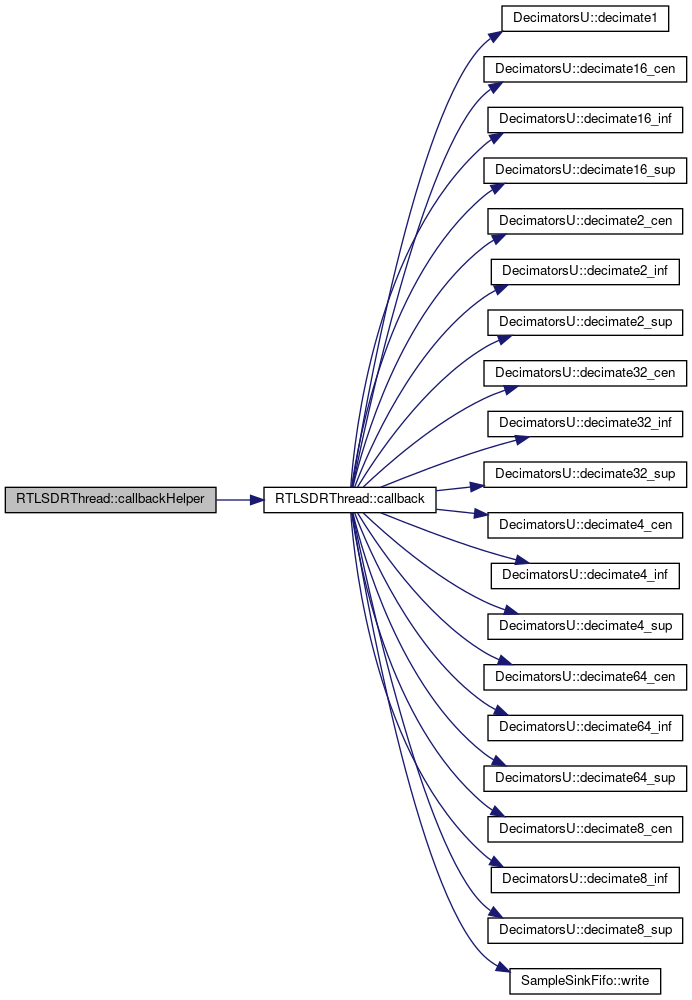 DecimatorsU::decimate1
DecimatorsU::decimate16_cen
DecimatorsU::decimate16_inf
DecimatorsU::decimate16_sup
DecimatorsU::decimate2_cen
DecimatorsU::decimate2_inf
DecimatorsU::decimate2_sup
DecimatorsU::decimate32_cen
DecimatorsU::decimate32_inf
DecimatorsU::decimate32_sup
RTLSDRThread::callbackHelper
RTLSDRThread::callback
DecimatorsU::decimate4_cen
DecimatorsU::decimate4_inf
DecimatorsU::decimate4_sup
DecimatorsU::decimate64_cen
DecimatorsU::decimate64_inf
DecimatorsU::decimate64_sup
DecimatorsU::decimate8_cen
DecimatorsU::decimate8_inf
DecimatorsU::decimate8_sup
SampleSinkFifo::write